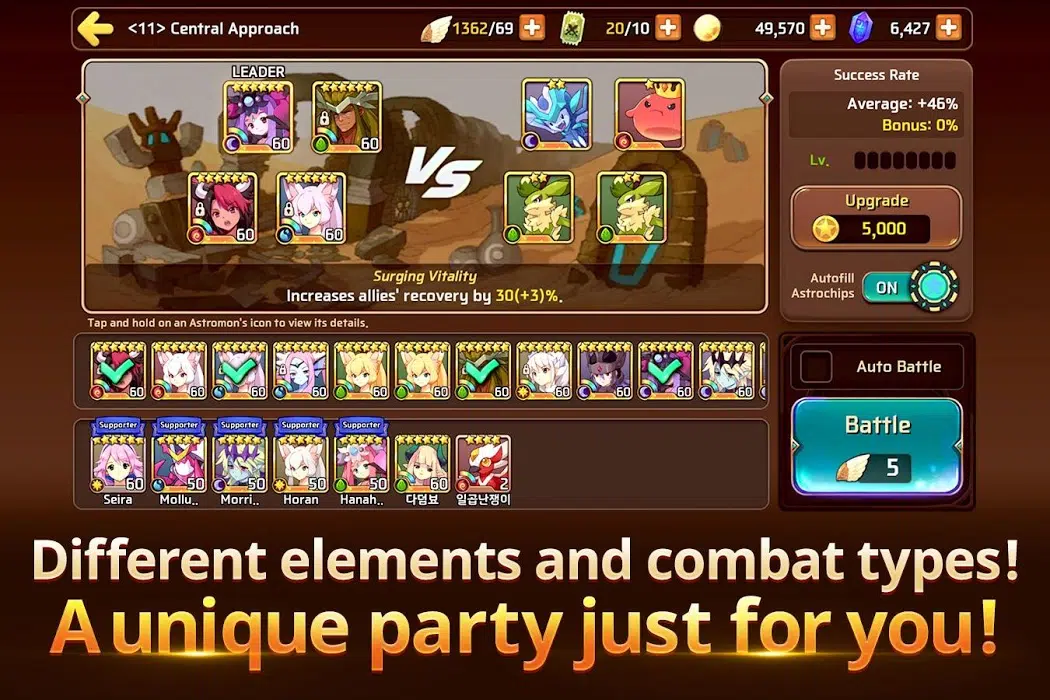 <11> Central Approach
1362/69
20/10
49,570
6,427
LEADER
60
60
VS
60
60
Surging Vitality
Increases allies' recovery by 30(+3)%.
Success Rate
Average: +46%
Bonus: 0%
Lv.
Upgrade
5,000
Autofill
Astrochips
ON
Tap and hold on an Astromon's icon to view its details.
60 60 60 60 60 60 60 60 60 60 60
Auto Battle
Battle
5
Supporter Supporter Supporter Supporter Supporter
60 50 50 50 50 60 2
Seira Mollu.. Morri.. Horan Hanah.. 다덤뵤 일곱난쟁이
Different elements and combat types!
A unique party just for you!